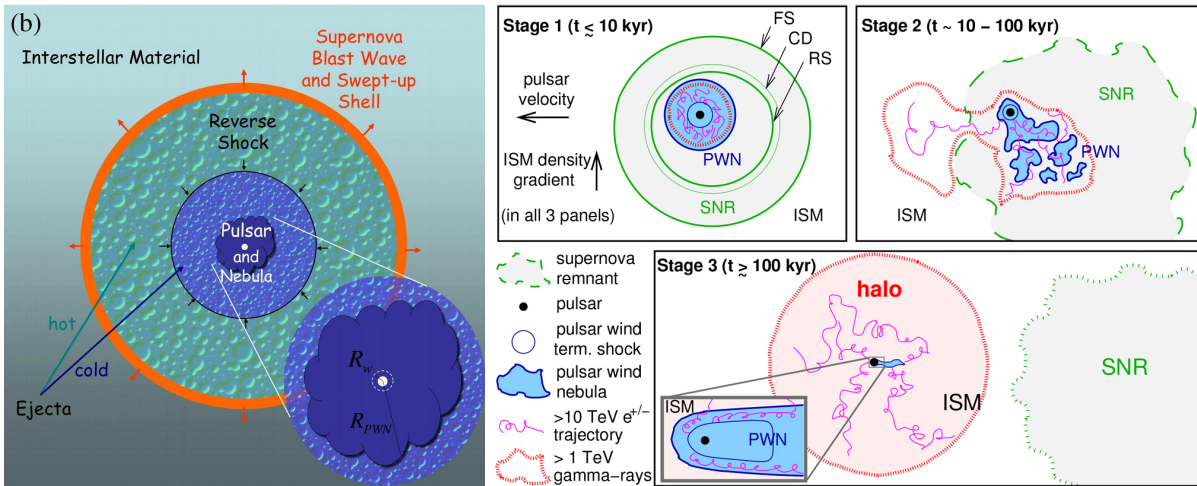 (b)
Interstellar Material
Supernova
Blast Wave
and Swept-up
Shell
Reverse
Shock
Pulsar
and
Nebula
hot
cold
Ejecta
R_w
R_PWN
Stage 1 (t ≲ 10 kyr)
FS
CD
RS
pulsar
velocity
PWN
ISM density
gradient
(in all 3 panels)
SNR
ISM
Stage 2 (t ~ 10 – 100 kyr)
SNR
PWN
ISM
supernova
remnant
pulsar
pulsar wind
term. shock
pulsar wind
nebula
>10 TeV e+/-
trajectory
> 1 TeV
gamma-rays
Stage 3 (t ≳ 100 kyr)
halo
ISM
SNR
ISM
PWN